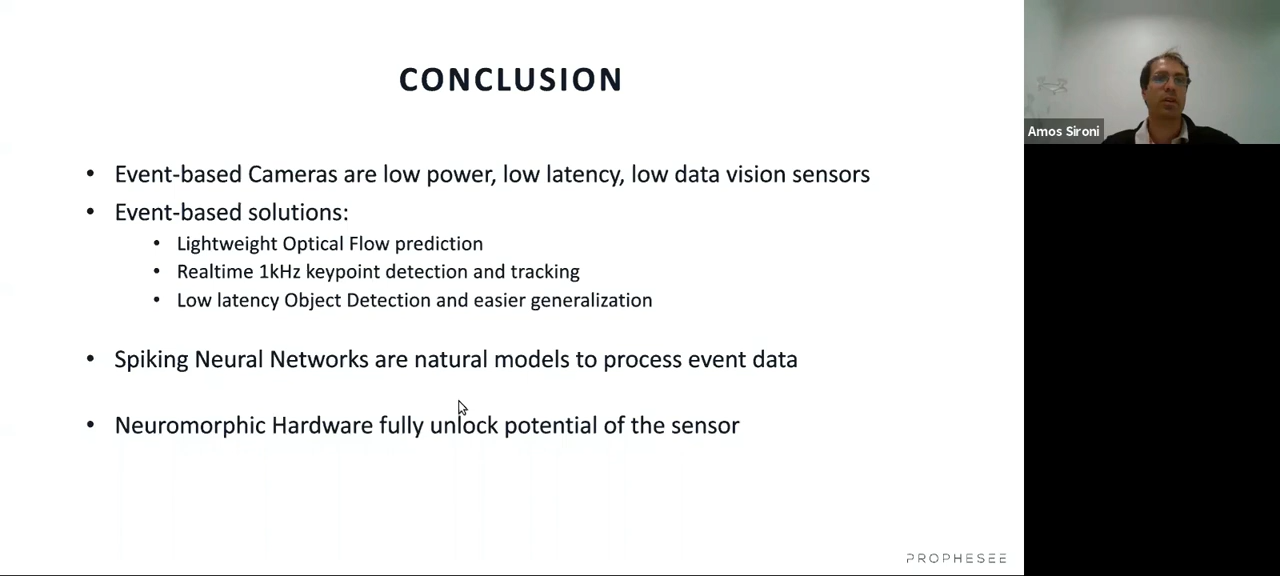 CONCLUSION
• Event-based Cameras are low power, low latency, low data vision sensors
• Event-based solutions:
• Lightweight Optical Flow prediction
• Realtime 1kHz keypoint detection and tracking
• Low latency Object Detection and easier generalization
• Spiking Neural Networks are natural models to process event data
• Neuromorphic Hardware fully unlock potential of the sensor
PROPHESEE
Amos Sironi